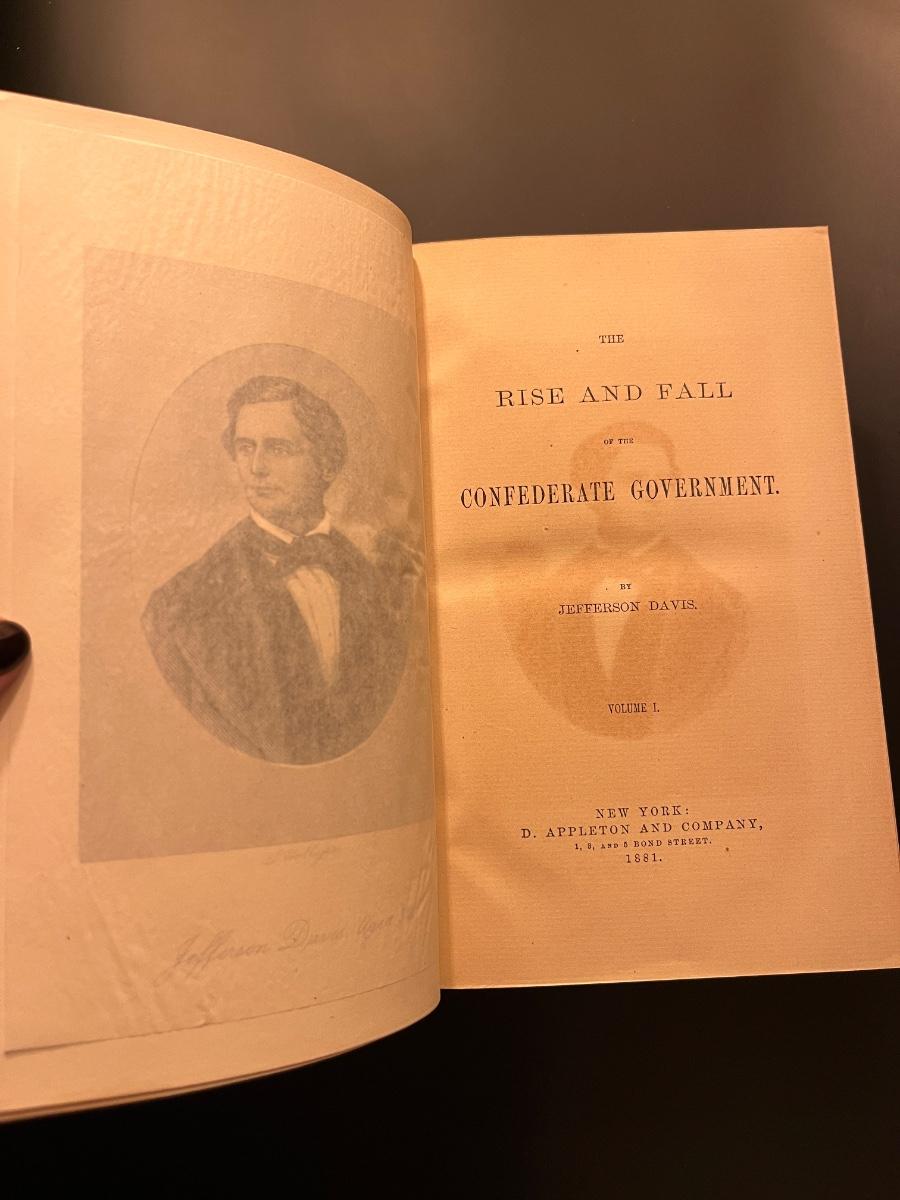 Jefferson Davis. Aged
THE
RISE AND FALL
OF THE
CONFEDERATE GOVERNMENT.
BY
JEFFERSON DAVIS.
VOLUME I.
NEW YORK:
D. APPLETON AND COMPANY,
1, 3, AND 5 BOND STREET.
1881.